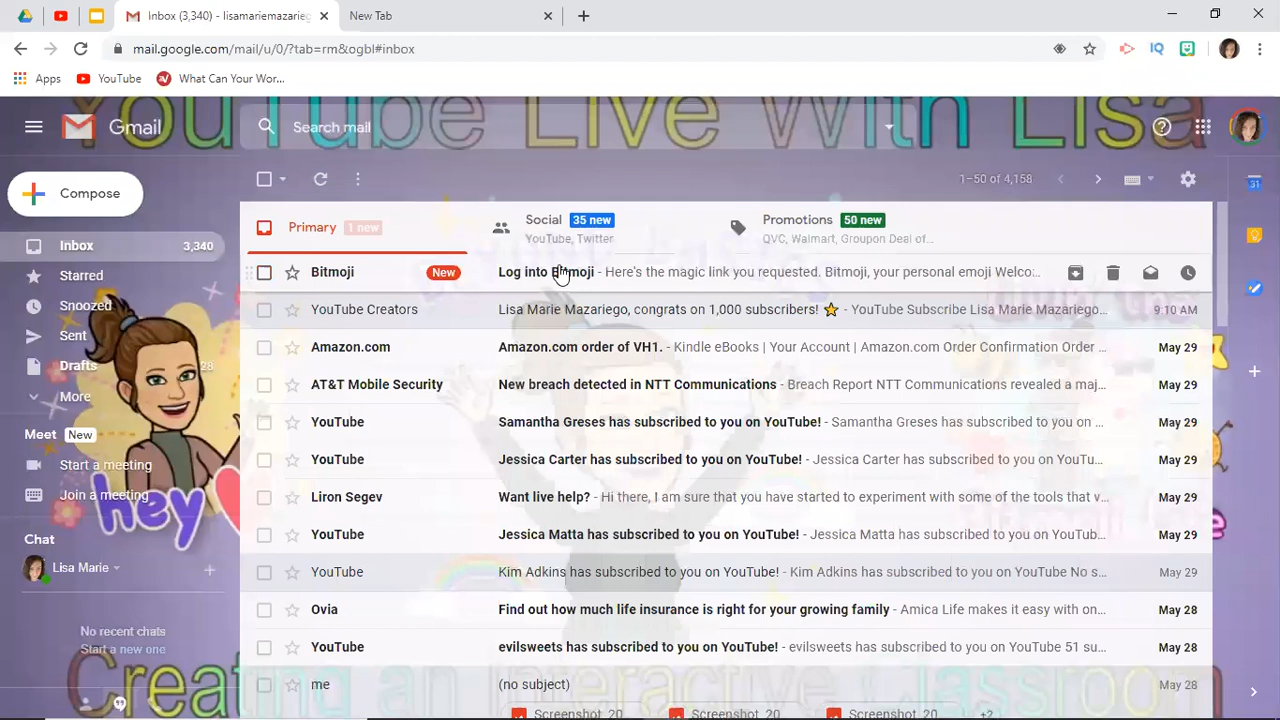 Inbox (3,340) - lisamariemazarieg
New Tab
mail.google.com/mail/u/0/?tab=rm&ogbl#inbox
Apps
YouTube
What Can Your Wor...
YouTube Live With Lisa
Gmail
Search mail
Compose
1–50 of 4,158
Inbox 3,340
Starred
Snoozed
Sent
Drafts 28
More
Meet New
Start a meeting
Join a meeting
hey
Chat
Lisa Marie
No recent chats
Start a new one
Primary 1 new
Social 35 new
YouTube, Twitter
Promotions 50 new
QVC, Walmart, Groupon Deal of...
Bitmoji New Log into Bitmoji - Here's the magic link you requested. Bitmoji, your personal emoji Welco...
YouTube Creators Lisa Marie Mazariego, congrats on 1,000 subscribers! ⭐ - YouTube Subscribe Lisa Marie Mazariego... 9:10 AM
Amazon.com Amazon.com order of VH1. - Kindle eBooks | Your Account | Amazon.com Order Confirmation Order ... May 29
AT&T Mobile Security New breach detected in NTT Communications - Breach Report NTT Communications revealed a maj... May 29
YouTube Samantha Greses has subscribed to you on YouTube! - Samantha Greses has subscribed to you on ... May 29
YouTube Jessica Carter has subscribed to you on YouTube! - Jessica Carter has subscribed to you on YouTu... May 29
Liron Segev Want live help? - Hi there, I am sure that you have started to experiment with some of the tools that v... May 29
YouTube Jessica Matta has subscribed to you on YouTube! - Jessica Matta has subscribed to you on YouTub... May 29
YouTube Kim Adkins has subscribed to you on YouTube! - Kim Adkins has subscribed to you on YouTube No s... May 29
Ovia Find out how much life insurance is right for your growing family - Amica Life makes it easy with on... May 28
YouTube evilsweets has subscribed to you on YouTube! - evilsweets has subscribed to you on YouTube 51 su... May 28
me (no subject) May 28
Screenshot_20... Screenshot_20... Screenshot_20... +2
Creating an Interactive Classroom